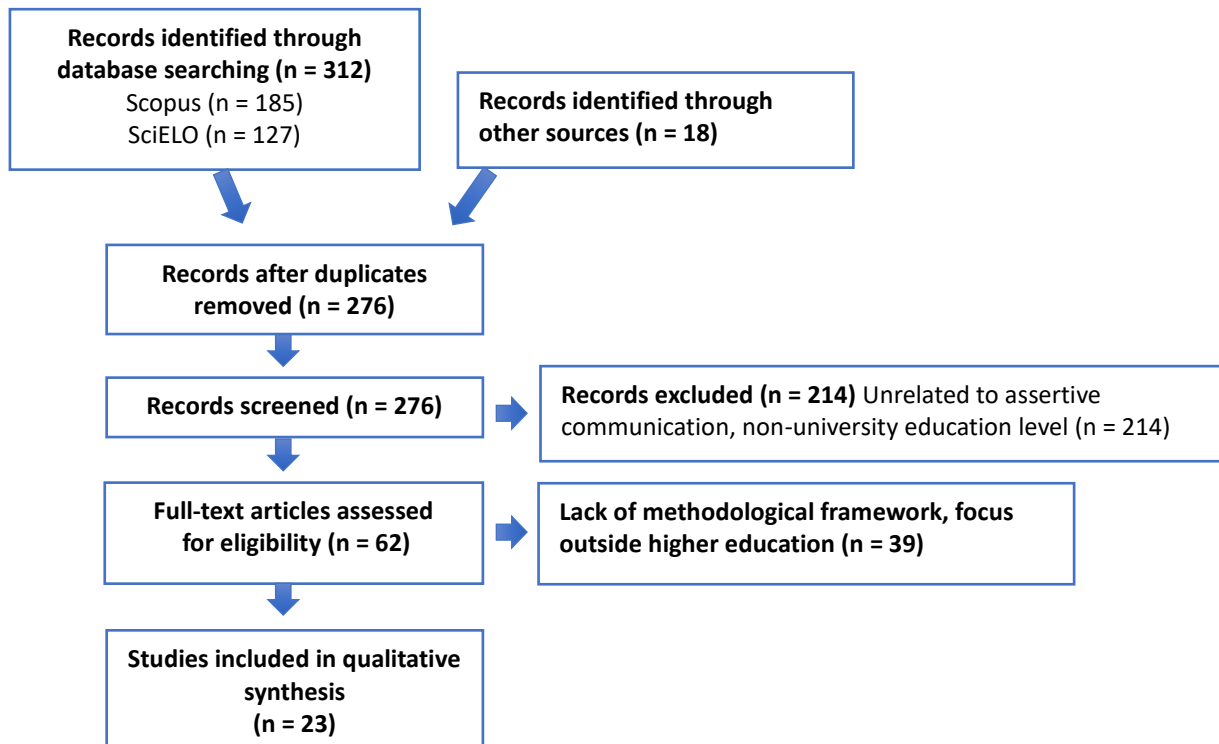 Records identified through
database searching (n = 312)
Scopus (n = 185)
SciELO (n = 127)
Records identified through
other sources (n = 18)
Records after duplicates
removed (n = 276)
Records screened (n = 276)
Records excluded (n = 214) Unrelated to assertive
communication, non-university education level (n = 214)
Full-text articles assessed
for eligibility (n = 62)
Lack of methodological framework, focus
outside higher education (n = 39)
Studies included in qualitative
synthesis
(n = 23)